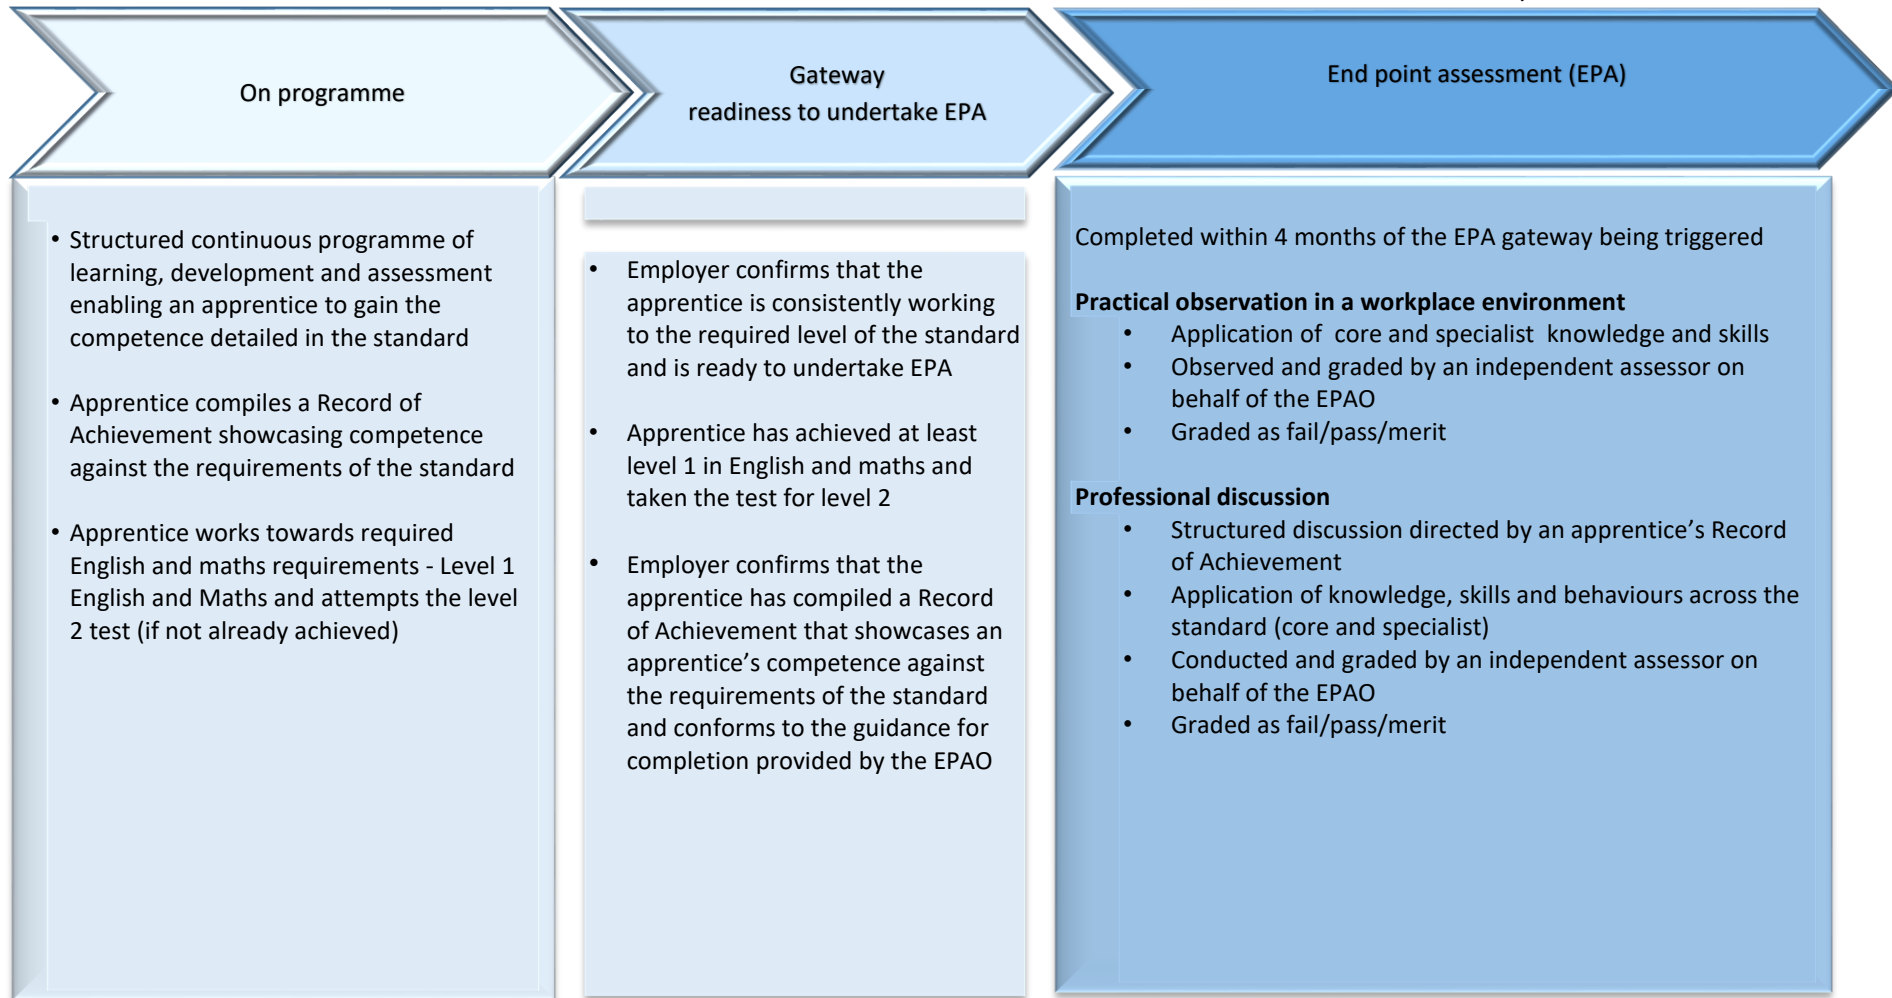 On programme
Gateway
readiness to undertake EPA
End point assessment (EPA)
• Structured continuous programme of
learning, development and assessment
enabling an apprentice to gain the
competence detailed in the standard
• Apprentice compiles a Record of
Achievement showcasing competence
against the requirements of the standard
• Apprentice works towards required
English and maths requirements - Level 1
English and Maths and attempts the level
2 test (if not already achieved)
• Employer confirms that the
apprentice is consistently working
to the required level of the standard
and is ready to undertake EPA
• Apprentice has achieved at least
level 1 in English and maths and
taken the test for level 2
• Employer confirms that the
apprentice has compiled a Record
of Achievement that showcases an
apprentice’s competence against
the requirements of the standard
and conforms to the guidance for
completion provided by the EPAO
Completed within 4 months of the EPA gateway being triggered
Practical observation in a workplace environment
• Application of core and specialist knowledge and skills
• Observed and graded by an independent assessor on
behalf of the EPAO
• Graded as fail/pass/merit
Professional discussion
• Structured discussion directed by an apprentice’s Record
of Achievement
• Application of knowledge, skills and behaviours across the
standard (core and specialist)
• Conducted and graded by an independent assessor on
behalf of the EPAO
• Graded as fail/pass/merit